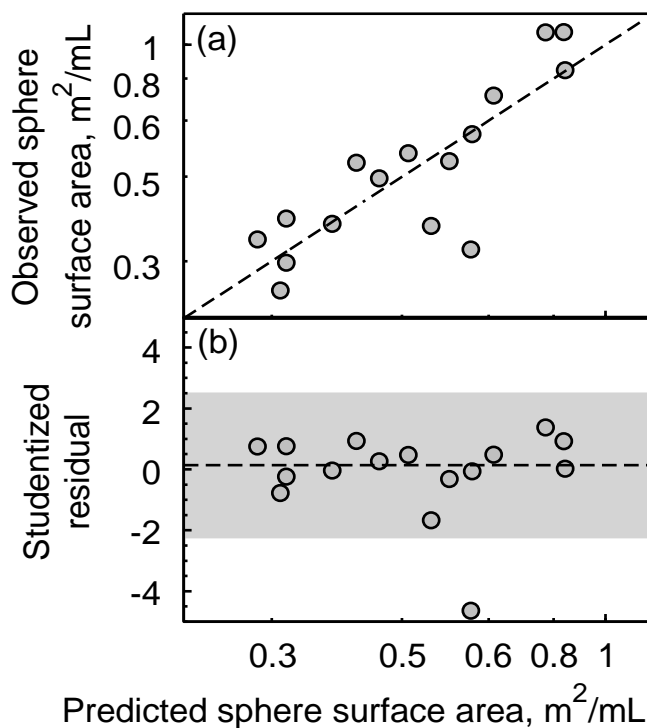 (a)
Observed sphere
surface area, m²/mL
1
0.8
0.6
0.5
0.3
(b)
Studentized
residual
4
2
0
-2
-4
0.3 0.5 0.6 0.8 1
Predicted sphere surface area, m²/mL